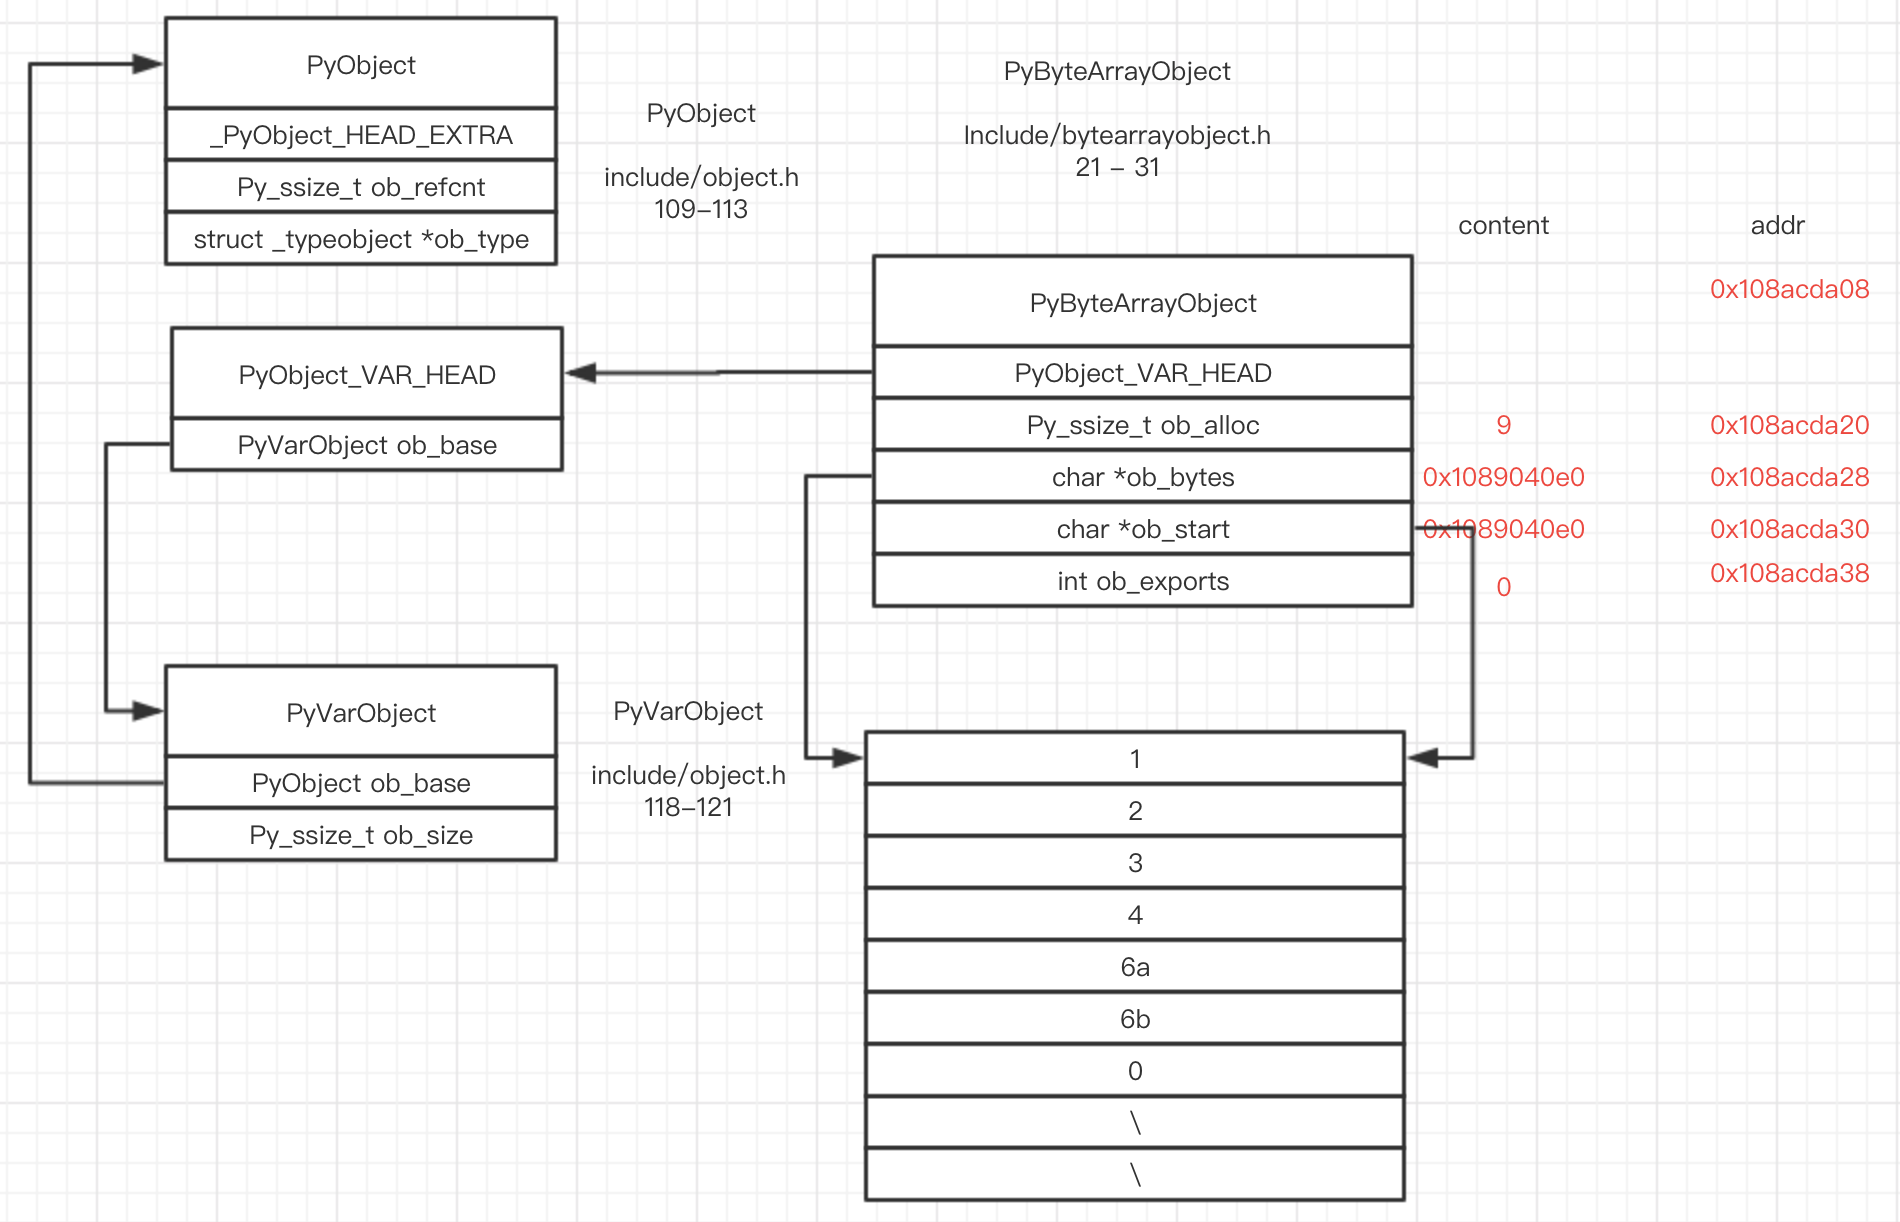 PyObject
_PyObject_HEAD_EXTRA
Py_ssize_t ob_refcnt
struct _typeobject *ob_type
PyObject
include/object.h
109-113
PyByteArrayObject
Include/bytearrayobject.h
21 - 31
content
addr
PyByteArrayObject
0x108acda08
PyObject_VAR_HEAD
Py_ssize_t ob_alloc
9
0x108acda20
char *ob_bytes
0x1089040e0
0x108acda28
char *ob_start
0x1089040e0
0x108acda30
int ob_exports
0
0x108acda38
PyObject_VAR_HEAD
PyVarObject ob_base
PyVarObject
PyObject ob_base
Py_ssize_t ob_size
PyVarObject
include/object.h
118-121
1
2
3
4
6a
6b
0
\
\